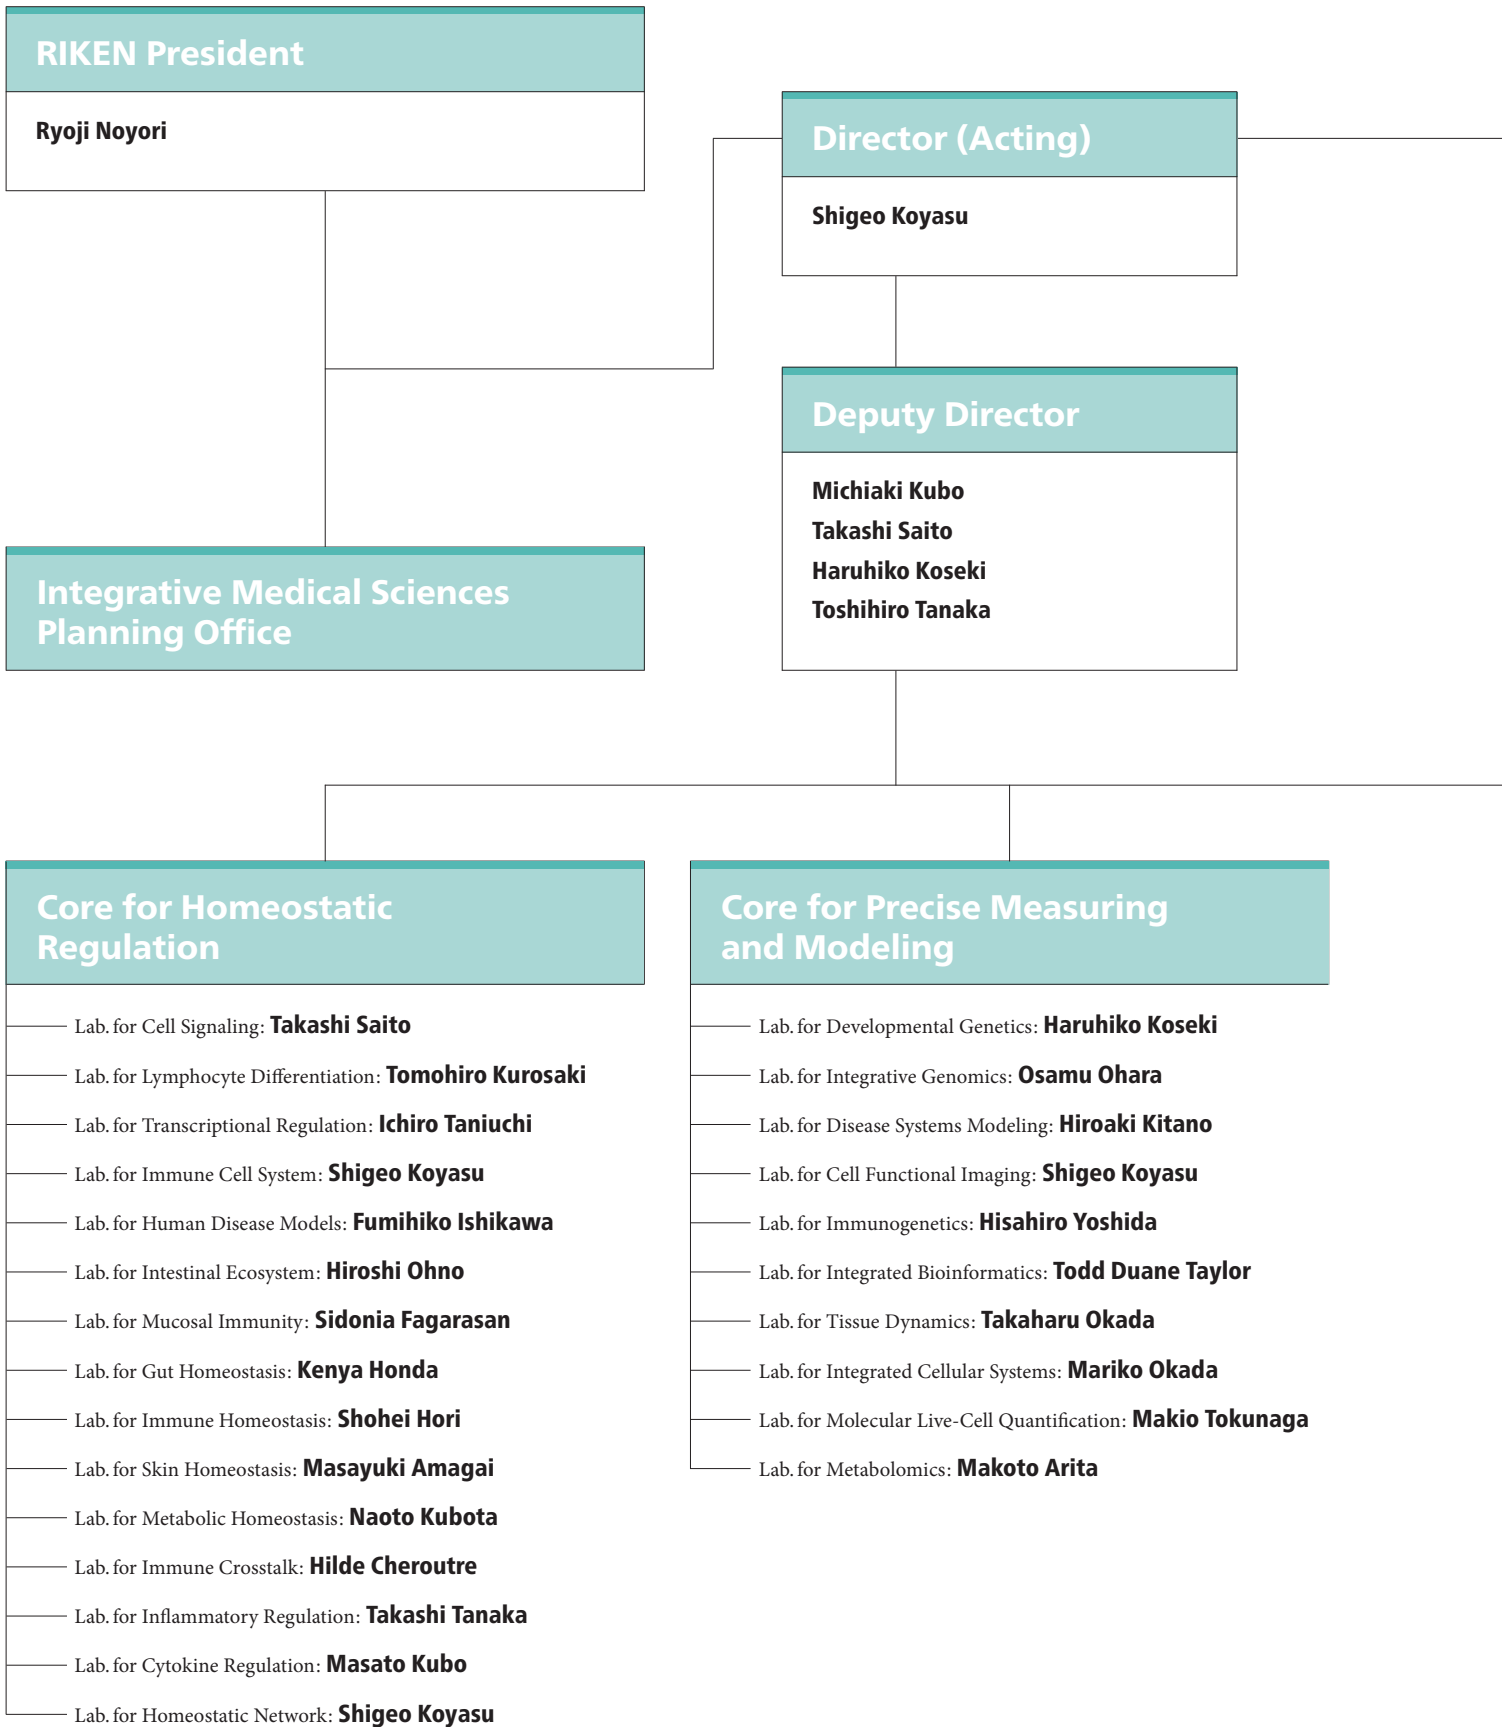 RIKEN President
Ryoji Noyori
Director (Acting)
Shigeo Koyasu
Deputy Director
Michiaki Kubo
Takashi Saito
Haruhiko Koseki
Toshihiro Tanaka
Integrative Medical Sciences
Planning Office
Core for Homeostatic
Regulation
Lab. for Cell Signaling: Takashi Saito
Lab. for Lymphocyte Differentiation: Tomohiro Kurosaki
Lab. for Transcriptional Regulation: Ichiro Taniuchi
Lab. for Immune Cell System: Shigeo Koyasu
Lab. for Human Disease Models: Fumihiko Ishikawa
Lab. for Intestinal Ecosystem: Hiroshi Ohno
Lab. for Mucosal Immunity: Sidonia Fagarasan
Lab. for Gut Homeostasis: Kenya Honda
Lab. for Immune Homeostasis: Shohei Hori
Lab. for Skin Homeostasis: Masayuki Amagai
Lab. for Metabolic Homeostasis: Naoto Kubota
Lab. for Immune Crosstalk: Hilde Cheroutre
Lab. for Inflammatory Regulation: Takashi Tanaka
Lab. for Cytokine Regulation: Masato Kubo
Lab. for Homeostatic Network: Shigeo Koyasu
Core for Precise Measuring
and Modeling
Lab. for Developmental Genetics: Haruhiko Koseki
Lab. for Integrative Genomics: Osamu Ohara
Lab. for Disease Systems Modeling: Hiroaki Kitano
Lab. for Cell Functional Imaging: Shigeo Koyasu
Lab. for Immunogenetics: Hisahiro Yoshida
Lab. for Integrated Bioinformatics: Todd Duane Taylor
Lab. for Tissue Dynamics: Takaharu Okada
Lab. for Integrated Cellular Systems: Mariko Okada
Lab. for Molecular Live-Cell Quantification: Makio Tokunaga
Lab. for Metabolomics: Makoto Arita